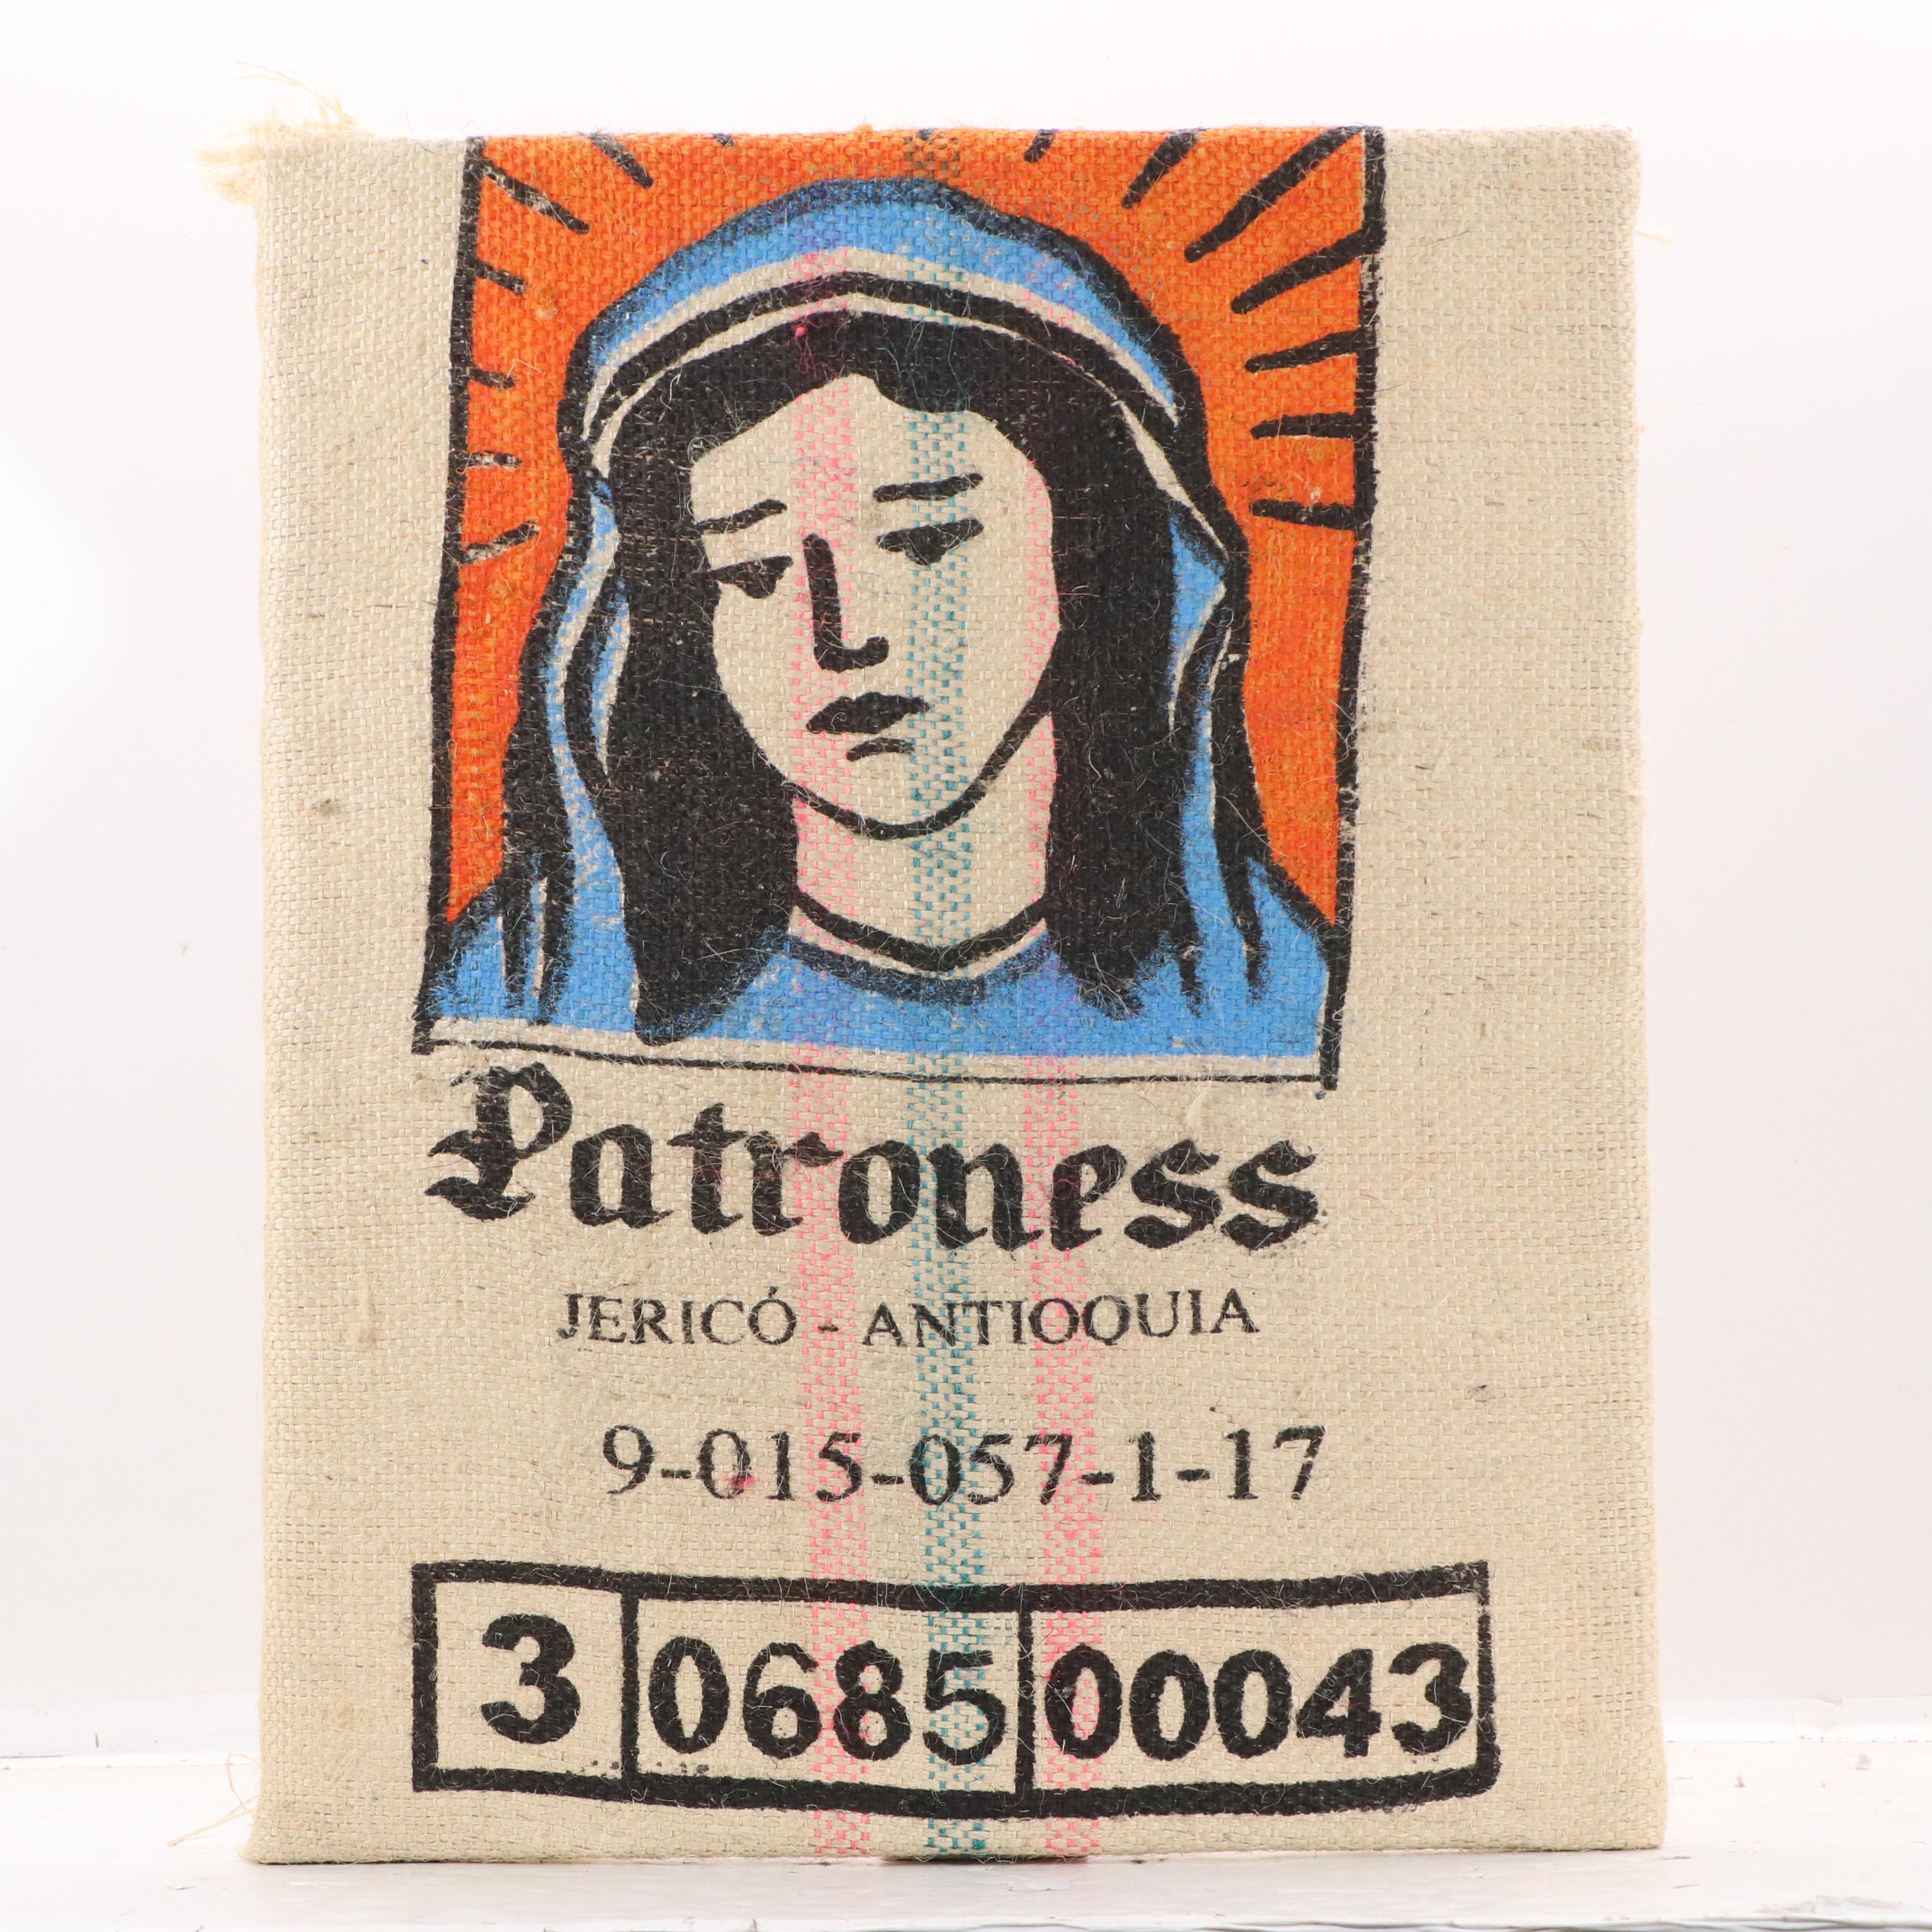 Patroness
JERICÓ - ANTIOQUIA
9-015-057-1-17
3 0685 00043